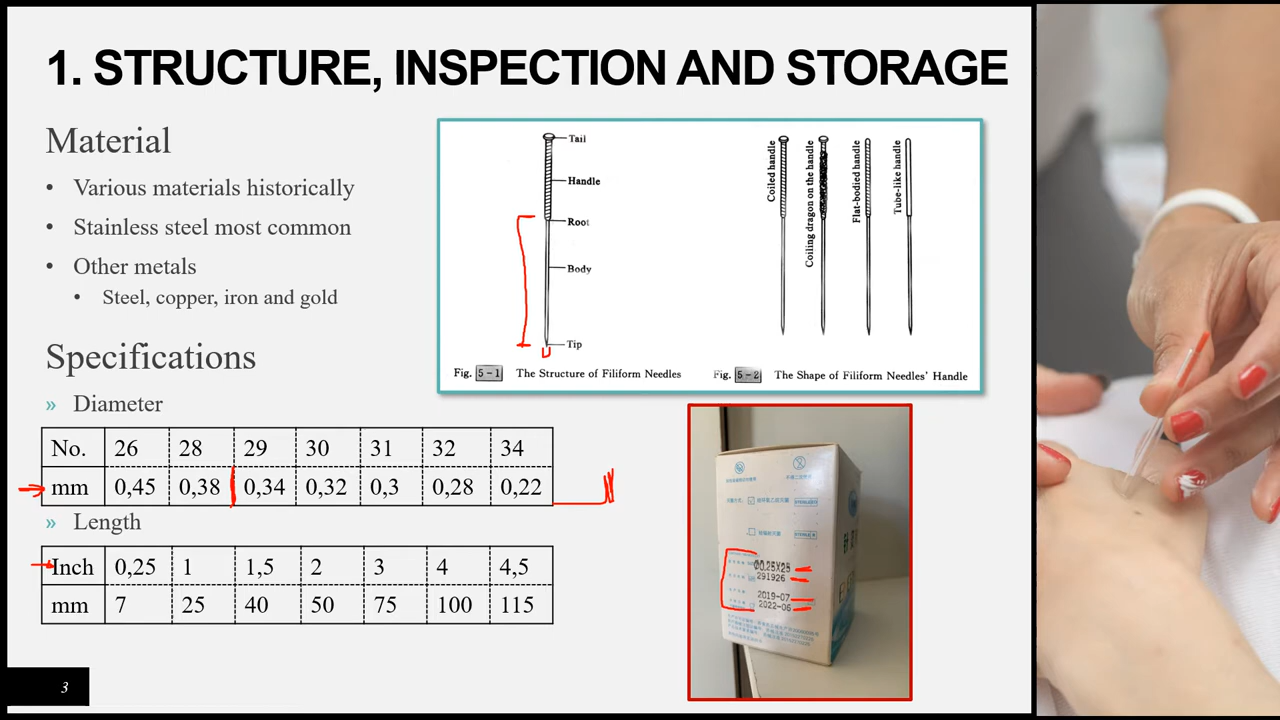 1. STRUCTURE, INSPECTION AND STORAGE
Material
• Various materials historically
• Stainless steel most common
• Other metals
• Steel, copper, iron and gold
Specifications
» Diameter
No. 26 28 29 30 31 32 34
mm 0,45 0,38 0,34 0,32 0,3 0,28 0,22
» Length
Inch 0,25 1 1,5 2 3 4 4,5
mm 7 25 40 50 75 100 115
Tail
Handle
Root
Body
Tip
Fig. 5-1 The Structure of Filiform Needles
Coiled handle
Coiling dragon on the handle
Flat-bodied handle
Tube-like handle
Fig. 5-2 The Shape of Filiform Needles' Handle
Φ0.25X25
291926
2019-07
2022-06
3